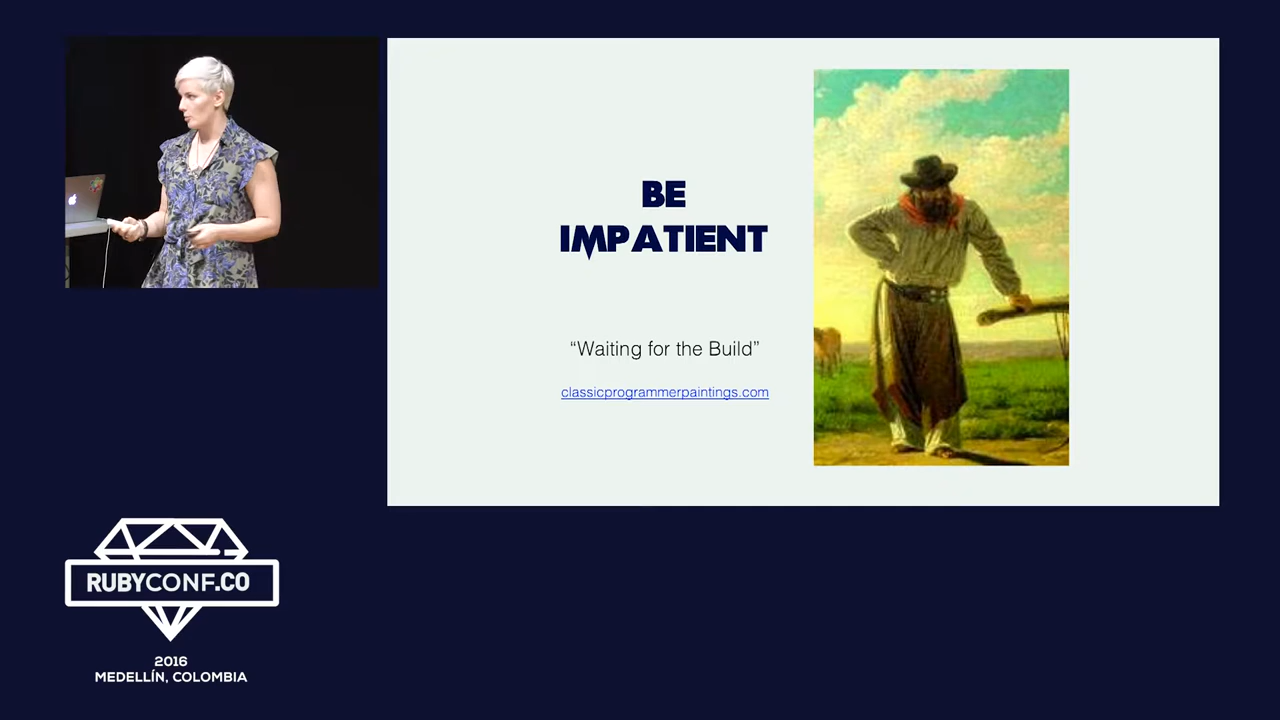 BE
IMPATIENT
“Waiting for the Build”
classicprogrammerpaintings.com
RUBYCONF.CO
2016
MEDELLÍN, COLOMBIA